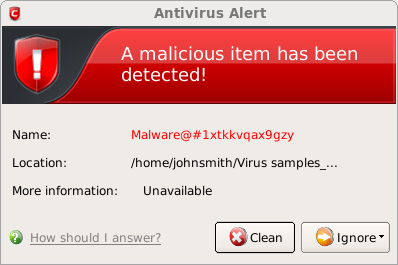 Antivirus Alert
A malicious item has been
detected!
Name: Malware@#1xtkkvqax9gzy
Location: /home/johnsmith/Virus samples_...
More information: Unavailable
How should I answer? Clean Ignore